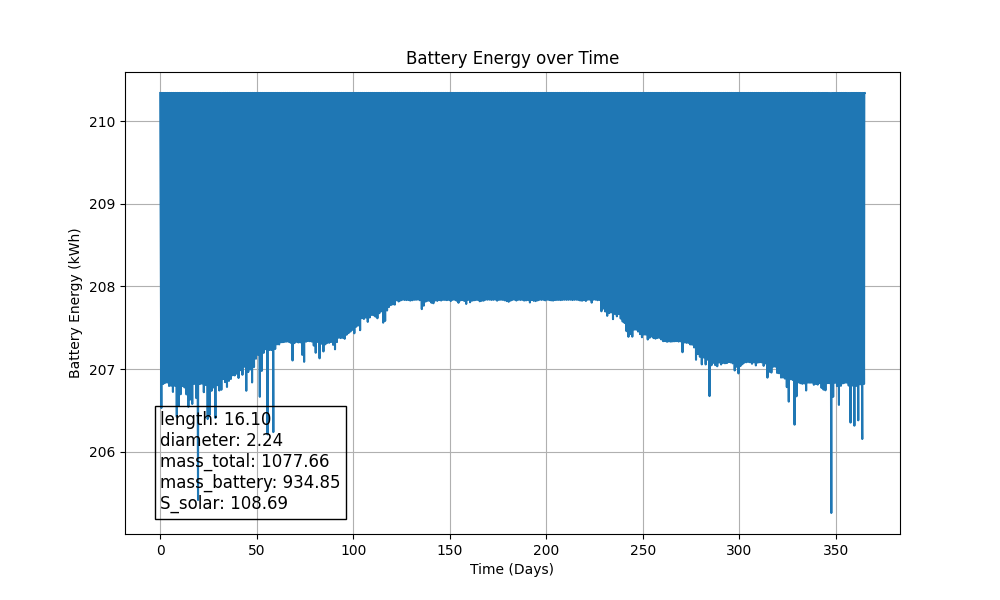 Battery Energy over Time
Battery Energy (kWh)
210
209
208
207
206
length: 16.10
diameter: 2.24
mass_total: 1077.66
mass_battery: 934.85
S_solar: 108.69
0 50 100 150 200 250 300 350
Time (Days)